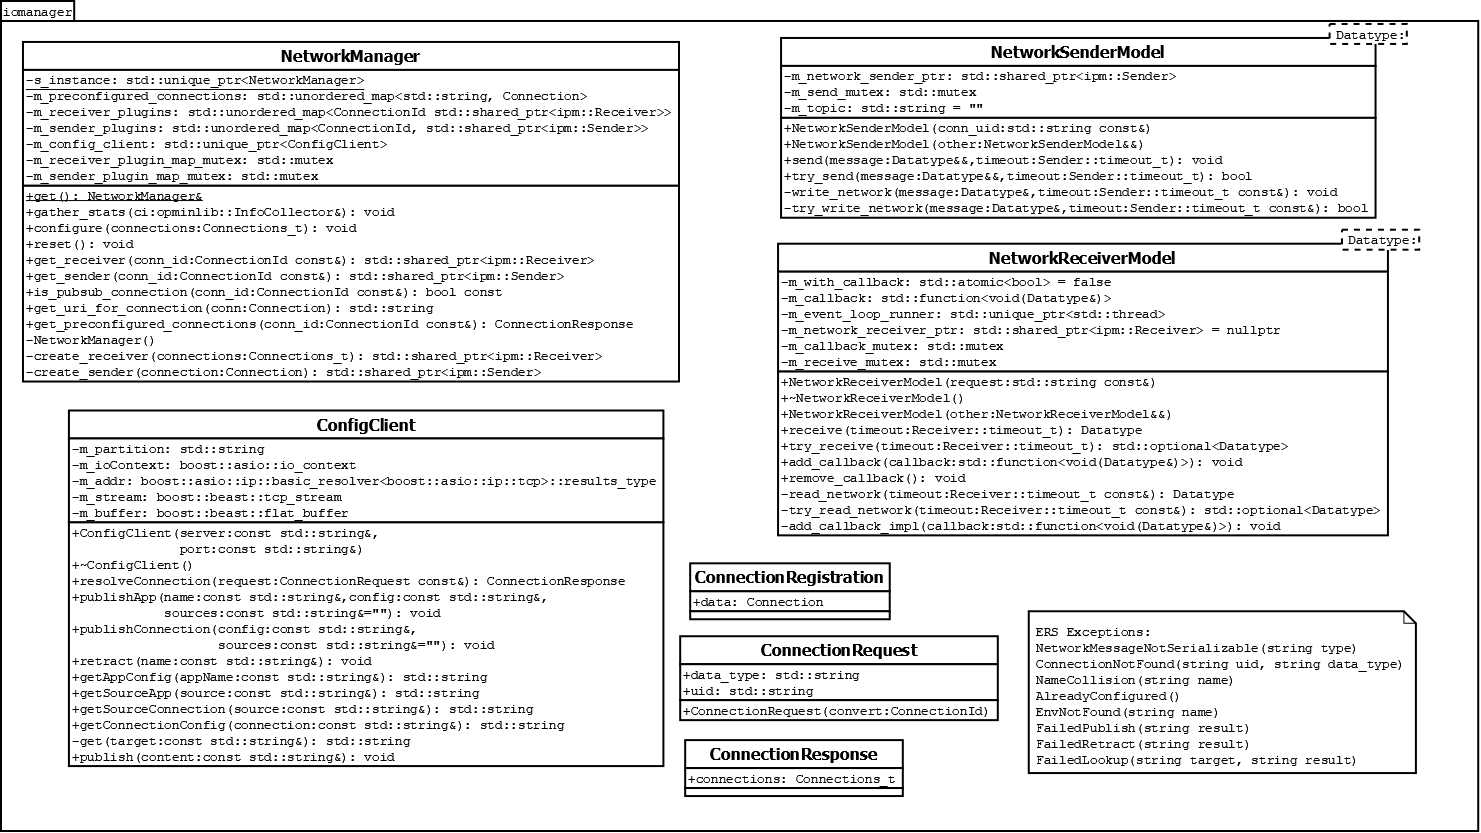 iomanager
NetworkManager
-s_instance: std::unique_ptr<NetworkManager>
-m_preconfigured_connections: std::unordered_map<std::string, Connection>
-m_receiver_plugins: std::unordered_map<ConnectionId std::shared_ptr<ipm::Receiver>>
-m_sender_plugins: std::unordered_map<ConnectionId, std::shared_ptr<ipm::Sender>>
-m_config_client: std::unique_ptr<ConfigClient>
-m_receiver_plugin_map_mutex: std::mutex
-m_sender_plugin_map_mutex: std::mutex
+get(): NetworkManager&
+gather_stats(ci:opminlib::InfoCollector&): void
+configure(connections:Connections_t): void
+reset(): void
+get_receiver(conn_id:ConnectionId const&): std::shared_ptr<ipm::Receiver>
+get_sender(conn_id:ConnectionId const&): std::shared_ptr<ipm::Sender>
+is_pubsub_connection(conn_id:ConnectionId const&): bool const
+get_uri_for_connection(conn:Connection): std::string
+get_preconfigured_connections(conn_id:ConnectionId const&): ConnectionResponse
-NetworkManager()
-create_receiver(connections:Connections_t): std::shared_ptr<ipm::Receiver>
-create_sender(connection:Connection): std::shared_ptr<ipm::Sender>
ConfigClient
-m_partition: std::string
-m_ioContext: boost::asio::io_context
-m_addr: boost::asio::ip::basic_resolver<boost::asio::ip::tcp>::results_type
-m_stream: boost::beast::tcp_stream
-m_buffer: boost::beast::flat_buffer
+ConfigClient(server:const std::string&,
port:const std::string&)
+~ConfigClient()
+resolveConnection(request:ConnectionRequest const&): ConnectionResponse
+publishApp(name:const std::string&,config:const std::string&,
sources:const std::string&=""): void
+publishConnection(config:const std::string&,
sources:const std::string&=""): void
+retract(name:const std::string&): void
+getAppConfig(appName:const std::string&): std::string
+getSourceApp(source:const std::string&): std::string
+getSourceConnection(source:const std::string&): std::string
+getConnectionConfig(connection:const std::string&): std::string
-get(target:const std::string&): std::string
+publish(content:const std::string&): void
Datatype:
NetworkSenderModel
-m_network_sender_ptr: std::shared_ptr<ipm::Sender>
-m_send_mutex: std::mutex
-m_topic: std::string = ""
+NetworkSenderModel(conn_uid:std::string const&)
+NetworkSenderModel(other:NetworkSenderModel&&)
+send(message:Datatype&&,timeout:Sender::timeout_t): void
+try_send(message:Datatype&&,timeout:Sender::timeout_t): bool
-write_network(message:Datatype&,timeout:Sender::timeout_t const&): void
-try_write_network(message:Datatype&,timeout:Sender::timeout_t const&): bool
Datatype:
NetworkReceiverModel
-m_with_callback: std::atomic<bool> = false
-m_callback: std::function<void(Datatype&)>
-m_event_loop_runner: std::unique_ptr<std::thread>
-m_network_receiver_ptr: std::shared_ptr<ipm::Receiver> = nullptr
-m_callback_mutex: std::mutex
-m_receive_mutex: std::mutex
+NetworkReceiverModel(request:std::string const&)
+~NetworkReceiverModel()
+NetworkReceiverModel(other:NetworkReceiverModel&&)
+receive(timeout:Receiver::timeout_t): Datatype
+try_receive(timeout:Receiver::timeout_t): std::optional<Datatype>
+add_callback(callback:std::function<void(Datatype&)>): void
+remove_callback(): void
-read_network(timeout:Receiver::timeout_t const&): Datatype
-try_read_network(timeout:Receiver::timeout_t const&): std::optional<Datatype>
-add_callback_impl(callback:std::function<void(Datatype&)>): void
ConnectionRegistration
+data: Connection
ConnectionRequest
+data_type: std::string
+uid: std::string
+ConnectionRequest(convert:ConnectionId)
ConnectionResponse
+connections: Connections_t
ERS Exceptions:
NetworkMessageNotSerializable(string type)
ConnectionNotFound(string uid, string data_type)
NameCollision(string name)
AlreadyConfigured()
EnvNotFound(string name)
FailedPublish(string result)
FailedRetract(string result)
FailedLookup(string target, string result)